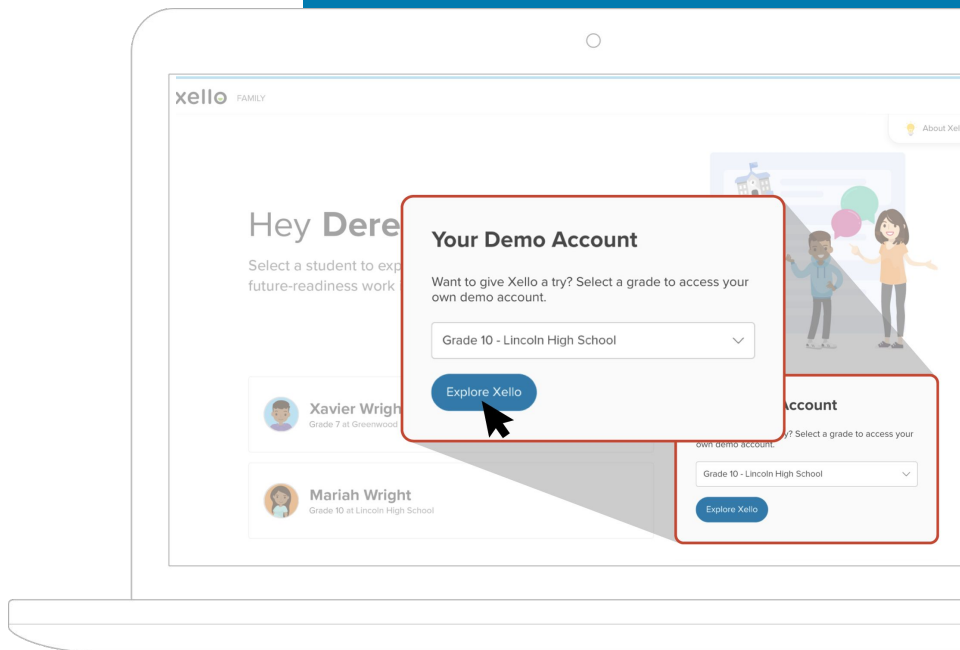 xello FAMILY
About Xel
Hey Dere
Select a student to exp
future-readiness work
Your Demo Account
Want to give Xello a try? Select a grade to access your
own demo account.
Grade 10 - Lincoln High School
Explore Xello
Xavier Wrigh
Grade 7 at Greenwood
Mariah Wright
Grade 10 at Lincoln High School
Account
y? Select a grade to access your
own demo account.
Grade 10 - Lincoln High School
Explore Xello